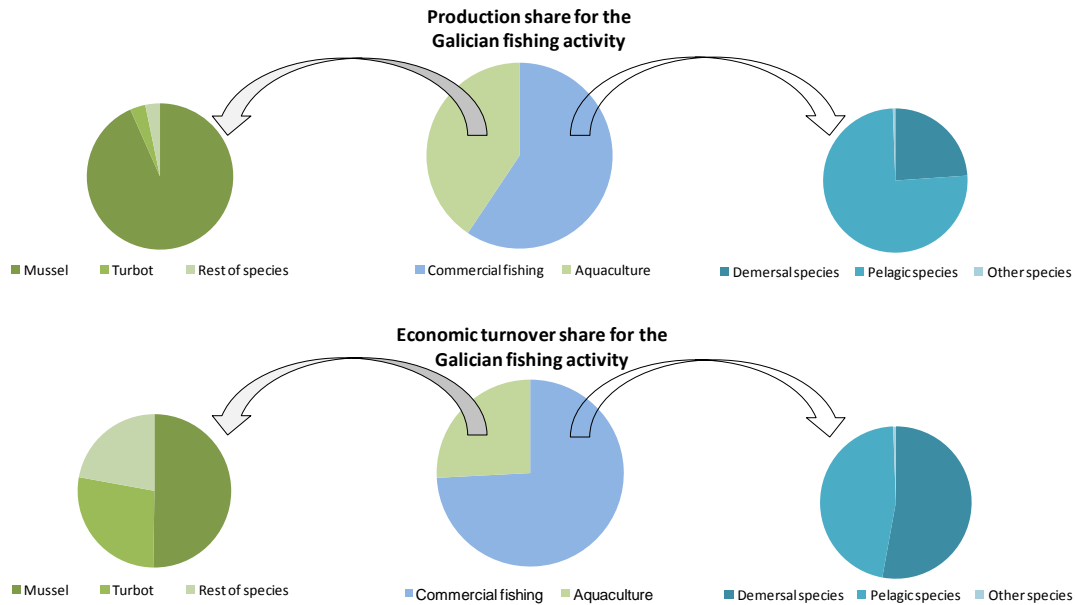 Production share for the
Galician fishing activity
Mussel Turbot Rest of species
Commercial fishing Aquaculture
Demersal species Pelagic species Other species
Economic turnover share for the
Galician fishing activity
Mussel Turbot Rest of species
Commercial fishing Aquaculture
Demersal species Pelagic species Other species